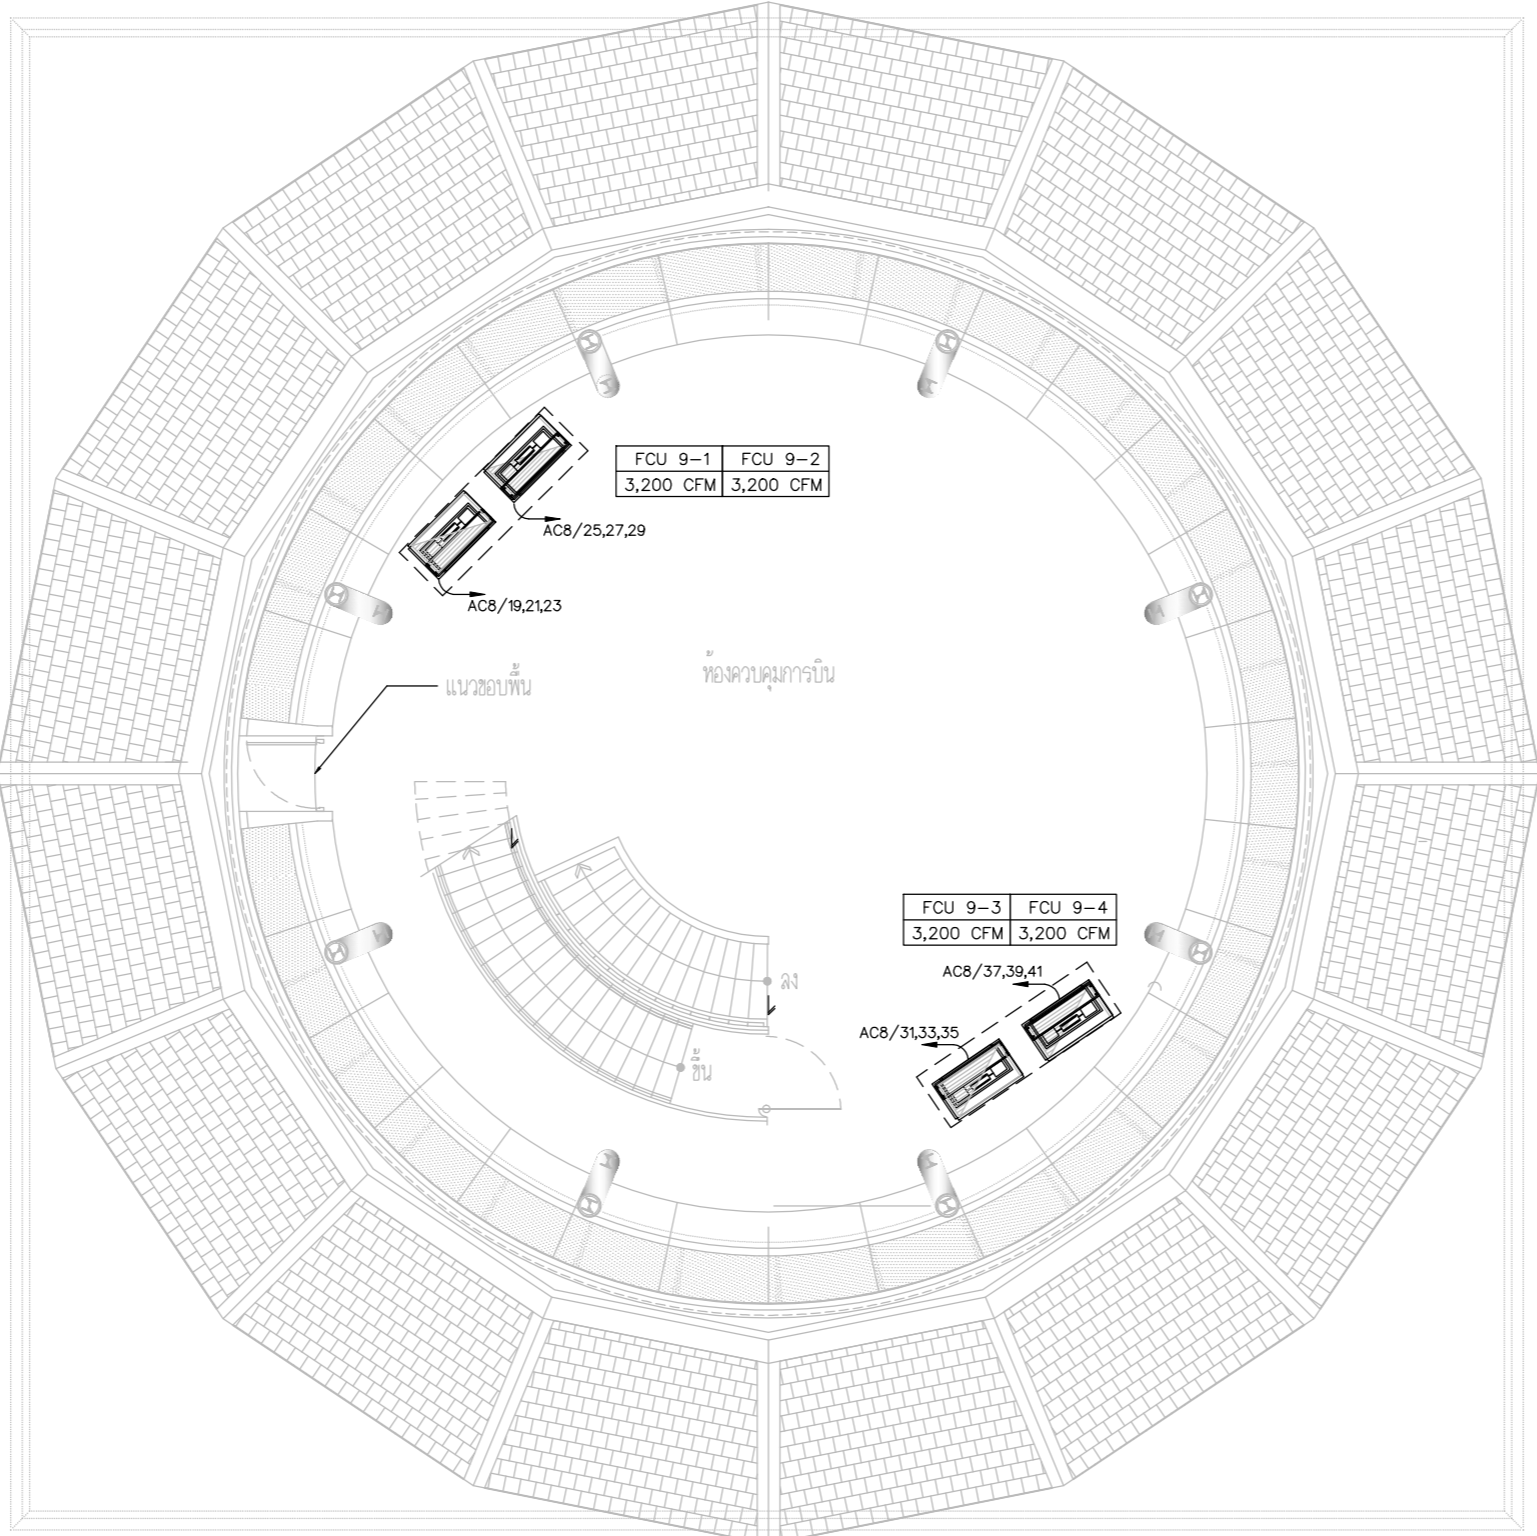 FCU 9-1 FCU 9-2
3,200 CFM 3,200 CFM
AC8/25,27,29
AC8/19,21,23
แนวขอบพื้น
ห้องควบคุมการบิน
FCU 9-3 FCU 9-4
3,200 CFM 3,200 CFM
AC8/37,39,41
ลง
AC8/31,33,35
ขึ้น